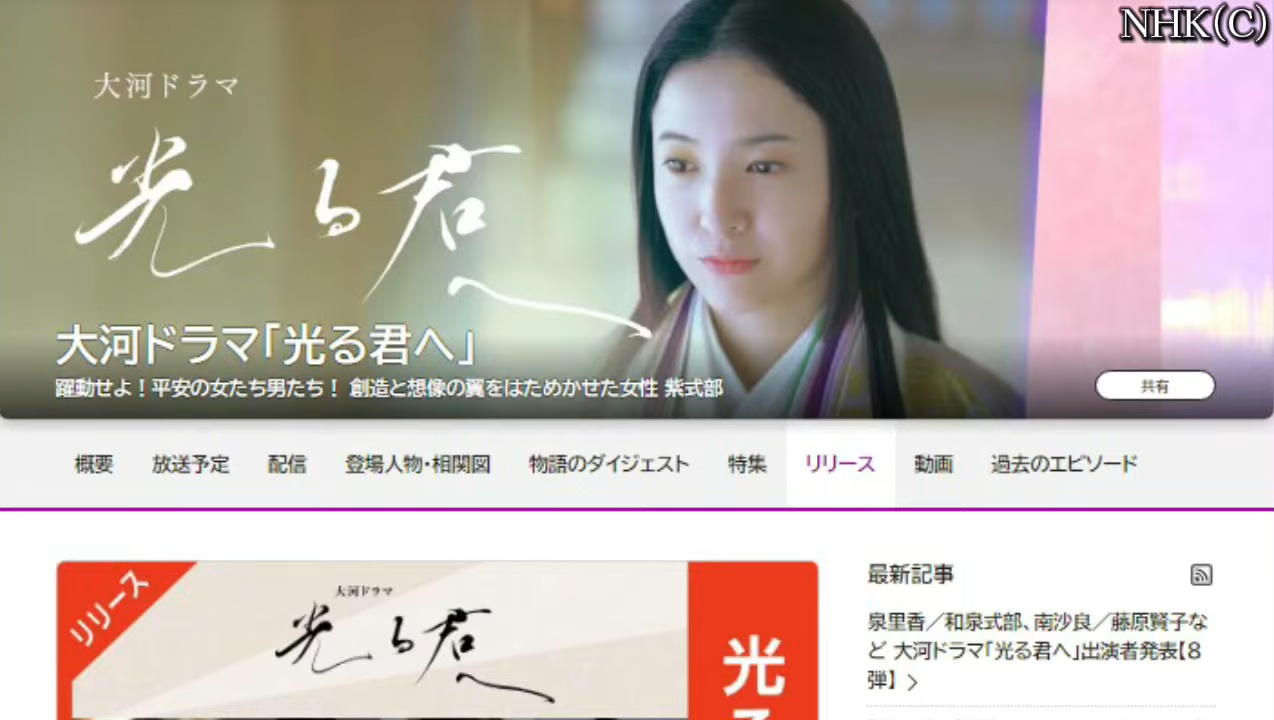 NHK(C)
大河ドラマ
光る君へ
大河ドラマ「光る君へ」
躍動せよ！平安の女たち男たち！ 創造と想像の翼をはためかせた女性 紫式部
共有
概要 放送予定 配信 登場人物・相関図 物語のダイジェスト 特集 リリース 動画 過去のエピソード
リリース
大河ドラマ
光る君へ
光
最新記事
泉里香／和泉式部、南沙良／藤原賢子な
ど 大河ドラマ「光る君へ」出演者発表【8
弾】 >